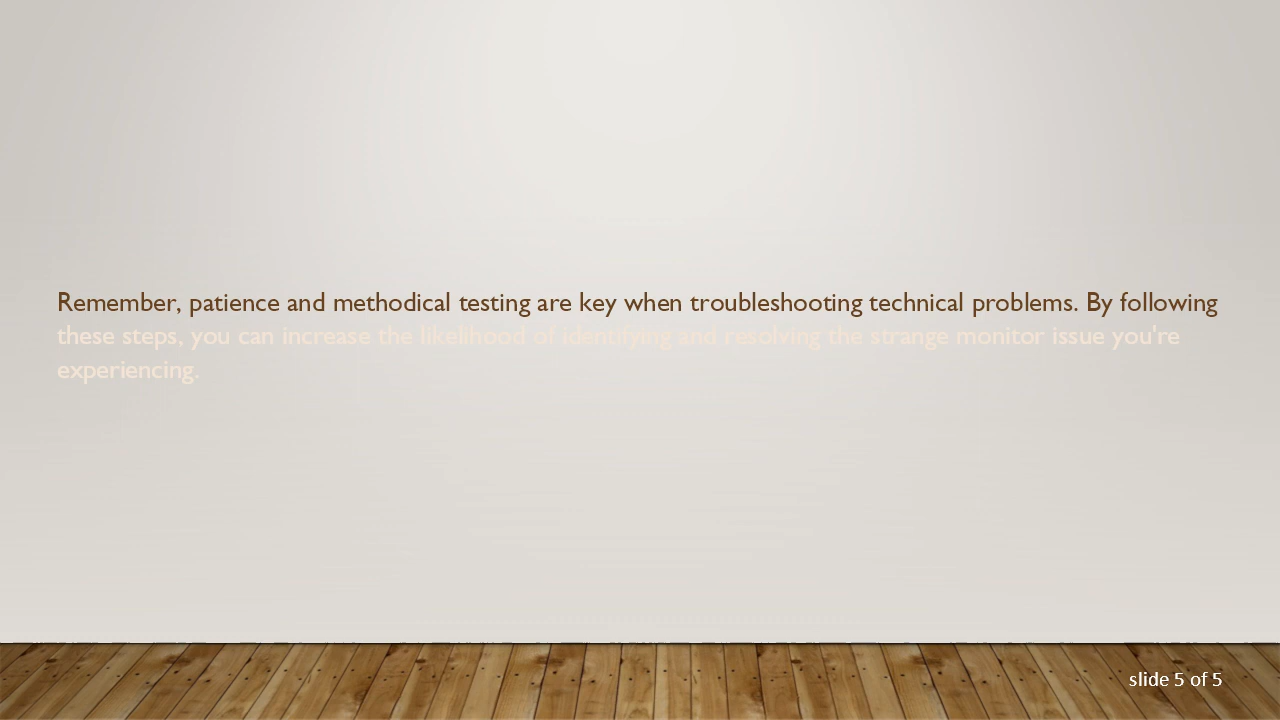 Remember, patience and methodical testing are key when troubleshooting technical problems. By following
these steps, you can increase the likelihood of identifying and resolving the strange monitor issue you're
experiencing.
slide 5 of 5